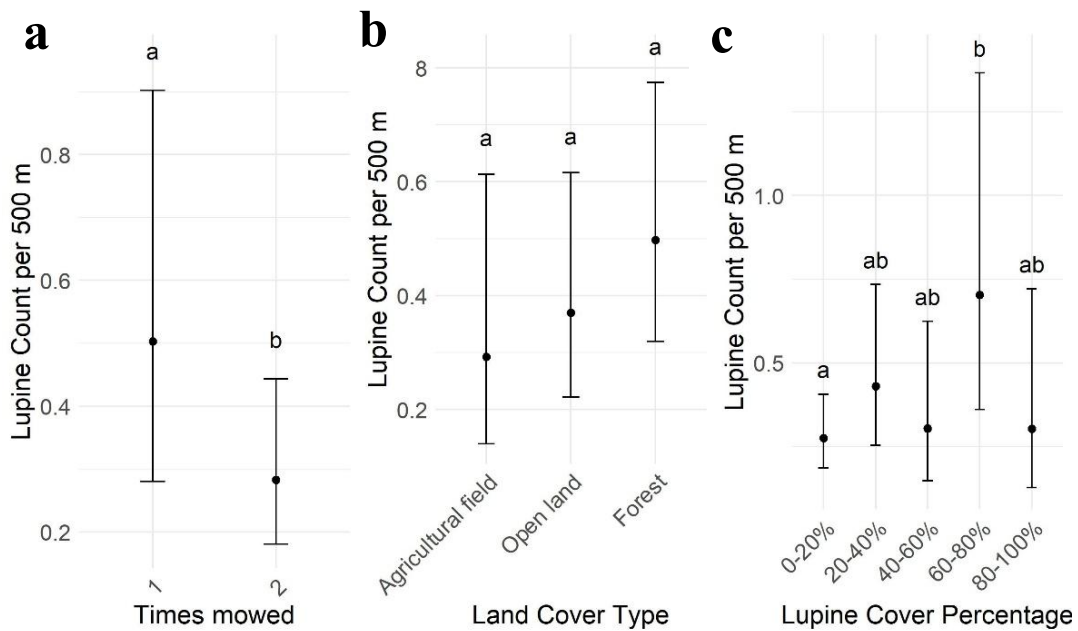 a
a
b
Lupine Count per 500 m
0.8
0.6
0.4
0.2
1
2
Times mowed
b
a
a
a
Lupine Count per 500 m
8
0.6
0.4
0.2
Agricultural field
Open land
Forest
Land Cover Type
c
a
ab
ab
b
ab
Lupine Count per 500 m
1.0
0.5
0-20%
20-40%
40-60%
60-80%
80-100%
Lupine Cover Percentage